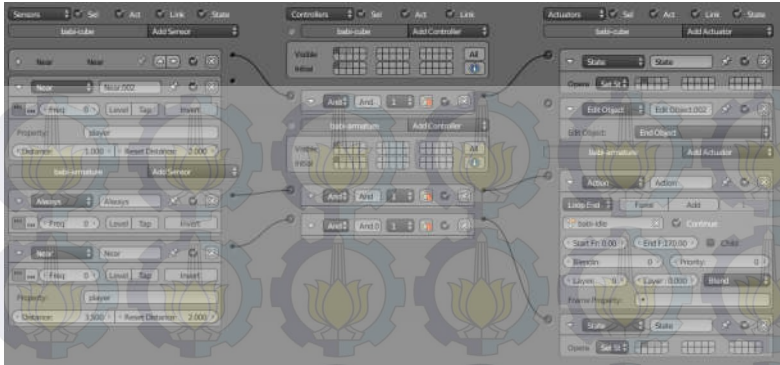 Sensors Sel Act Link State
babi-cube Add Sensor
Near Near
Near Near.002
Freq 0 Level Tap Invert
Property: player
Distance: 1.000 Reset Distance: 2.000
babi-armature Add Sensor
Always Always
Freq 0 Level Tap Invert
Near Near
Freq 0 Level Tap Invert
Property: player
Distance: 3.500 Reset Distance: 2.000
Controllers Sel Act Link
babi-cube Add Controller
Visible All
Initial
And And 1
babi-armature Add Controller
Visible All
Initial
And And 1
And And 1
Actuators Sel Act Link State
babi-cube Add Actuator
State State
Opera Set St
Edit Object Edit Object.002
Edit Object: End Object
babi-armature Add Actuator
Action Action
Loop End Force Add L
babi-idle Continue
Start Fr: 0.00 End F:170.00 Child
Blendin: 0 Priority: 0
Layer: 0 Layer : 0.000 Blend
Frame Property:
State State
Opera Set St